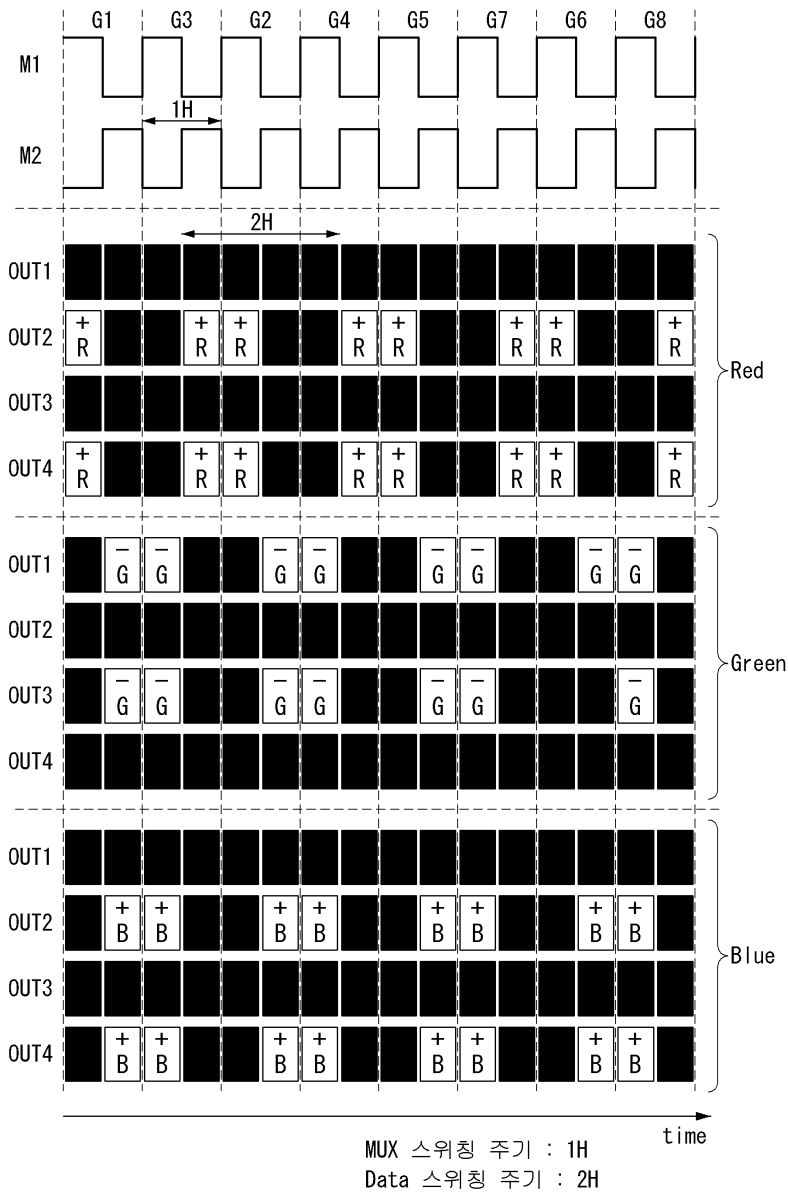 G1 G3 G2 G4 G5 G7 G6 G8
M1
1H
M2
2H
OUT1
+ + + + + + + +
OUT2 R R R R R R R R
Red
OUT3
+ + + + + + + +
OUT4 R R R R R R R R
− − − − − − − −
OUT1 G G G G G G G G
OUT2
Green
− − − − − − −
OUT3 G G G G G G G
OUT4
OUT1
+ + + + + + + +
OUT2 B B B B B B B B
Blue
OUT3
+ + + + + + + +
OUT4 B B B B B B B B
time
MUX 스위칭 주기 : 1H
Data 스위칭 주기 : 2H